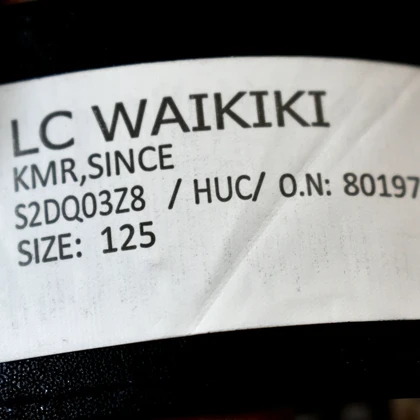 LC WAIKIKI
KMR,SINCE
S2DQ03Z8 / HUC/ O.N: 80197
SIZE: 125